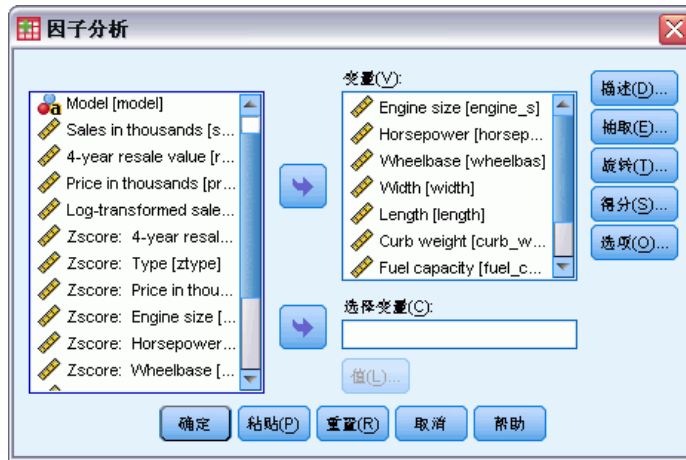 因子分析
Model [model]
Sales in thousands [s...
4-year resale value [r...
Price in thousands [pr...
Log-transformed sale...
Zscore: 4-year resal...
Zscore: Type [ztype]
Zscore: Price in thou...
Zscore: Engine size [...
Zscore: Horsepower...
Zscore: Wheelbase [...
变量(V):
Engine size [engine_s]
Horsepower [horsep...
Wheelbase [wheelbas]
Width [width]
Length [length]
Curb weight [curb_w...
Fuel capacity [fuel_c...
选择变量(C):
值(L)...
描述(D)...
抽取(E)...
旋转(T)...
得分(S)...
选项(O)...
确定
粘贴(P)
重置(R)
取消
帮助